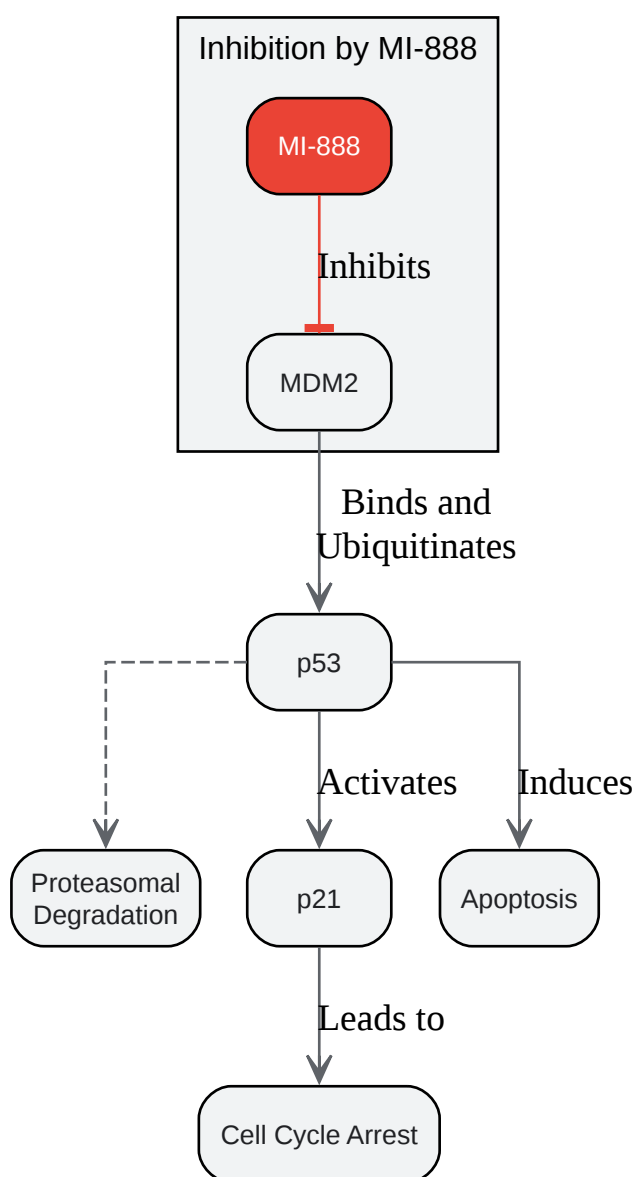 Inhibition by MI-888
MI-888
Inhibits
MDM2
Binds and
Ubiquitinates
p53
Activates
Induces
Proteasomal
Degradation
p21
Apoptosis
Leads to
Cell Cycle Arrest